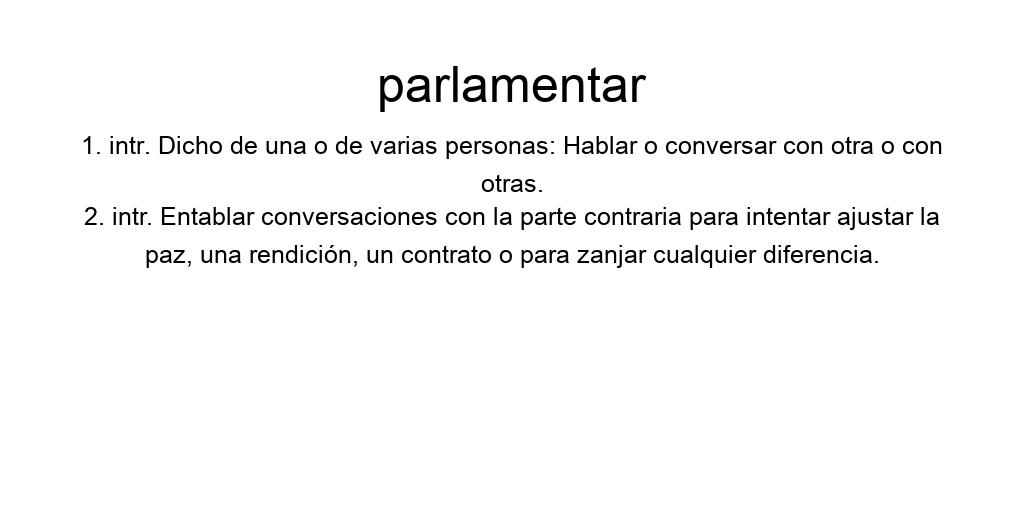 parlamentar
1. intr. Dicho de una o de varias personas: Hablar o conversar con otra o con
otras.
2. intr. Entablar conversaciones con la parte contraria para intentar ajustar la
paz, una rendición, un contrato o para zanjar cualquier diferencia.